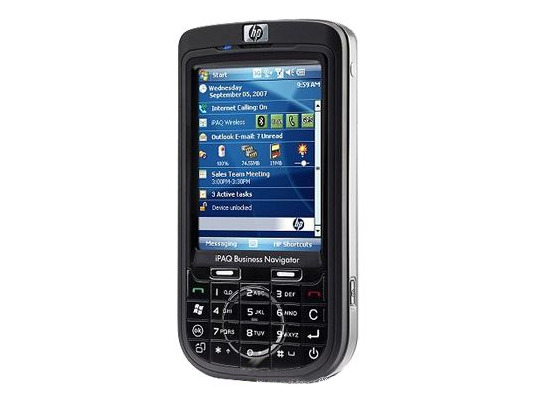 hp
Start
9:59 AM
Wednesday
September 05, 2007
Internet Calling: On
iPAQ Wireless
Outlook E-mail: 7 Unread
100% 74.55MB 19MB
Sales Team Meeting
3:00PM-3:30PM
3 Active tasks
Device unlocked
hp
Messaging HP Shortcuts
iPAQ Business Navigator
1 2 ABC 3 DEF
4 GHI 5 JKL 6 MNO C
ok 7 PQRS 8 TUV 9 WXYZ
* 0 #